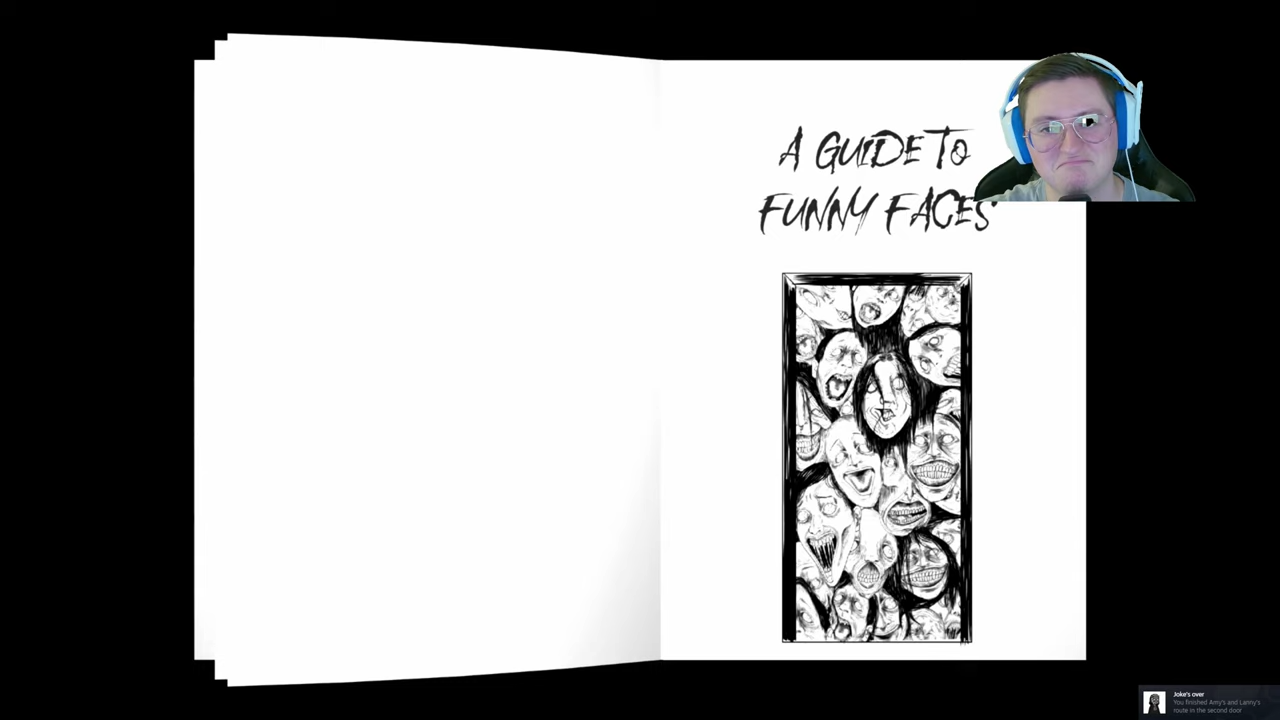 A GUIDE TO
FUNNY FACES
Joke's over
You finished Amy's and Lanny's
route in the second door